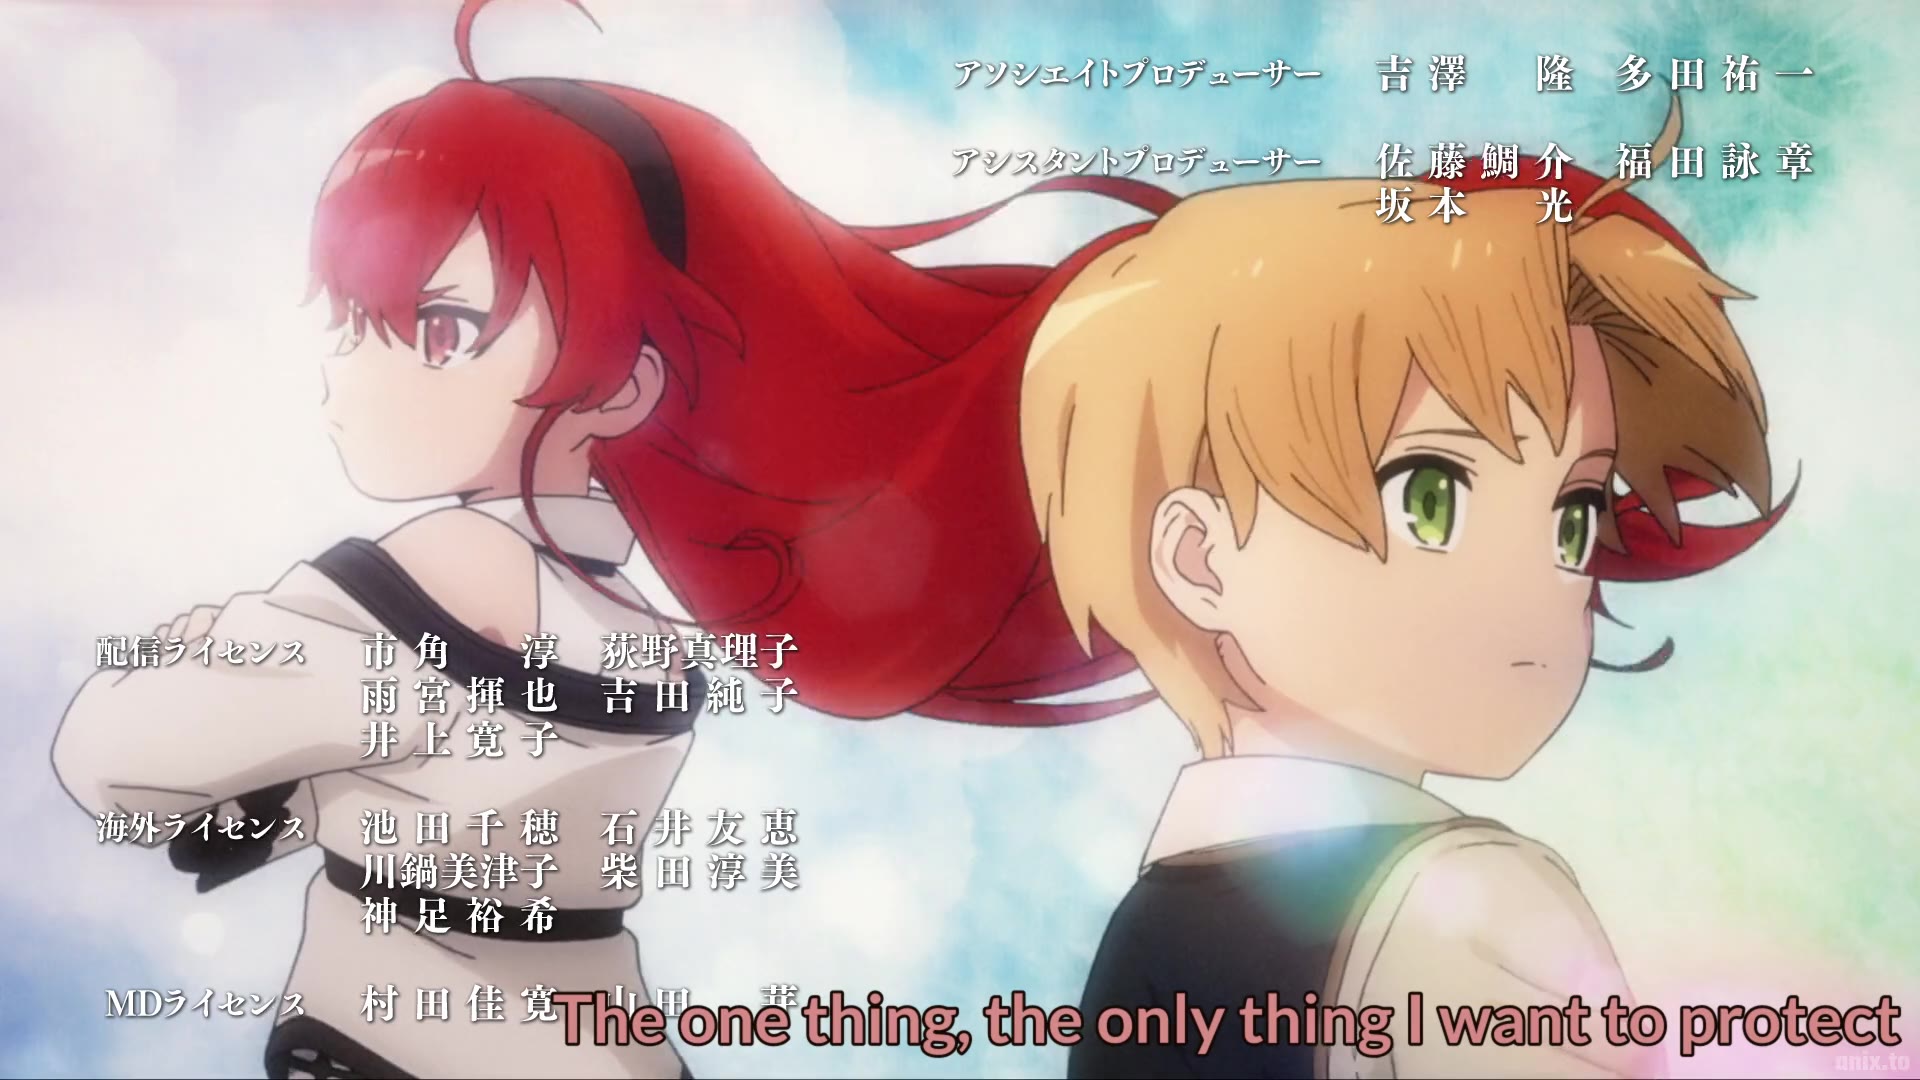 アソシエイトプロデューサー 吉澤 隆 多田祐一
アシスタントプロデューサー 佐藤鯛介 福田詠章
坂本 光
配信ライセンス 市角 淳 荻野真理子
雨宮揮也 吉田純子
井上寛子
海外ライセンス 池田千穂 石井友恵
川鍋美津子 柴田淳美
神足裕希
MDライセンス 村田佳寛 山田
The one thing, the only thing I want to protect
anix.to